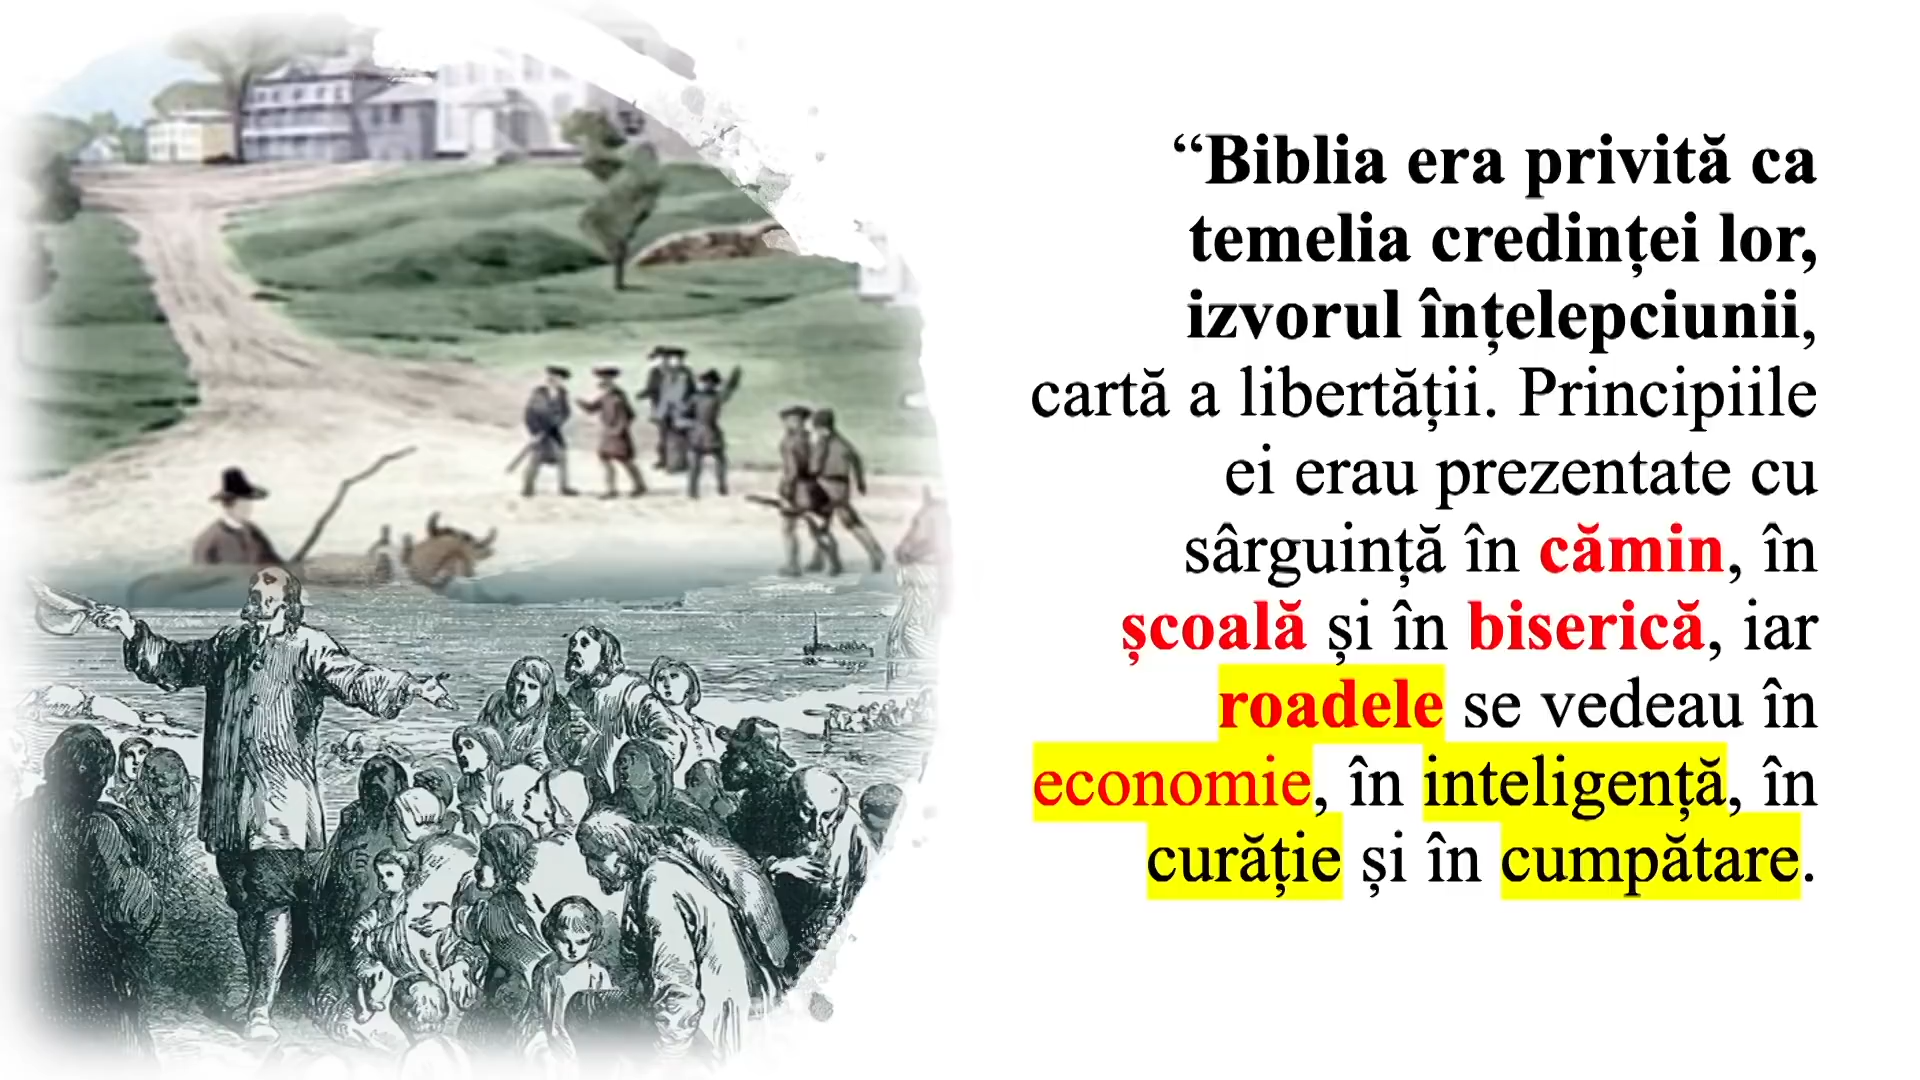 “Biblia era privită ca
temelia credinței lor,
izvorul înțelepciunii,
cartă a libertății. Principiile
ei erau prezentate cu
sârguință în cămin, în
școală și în biserică, iar
roadele se vedeau în
economie, în inteligență, în
curăție și în cumpătare.